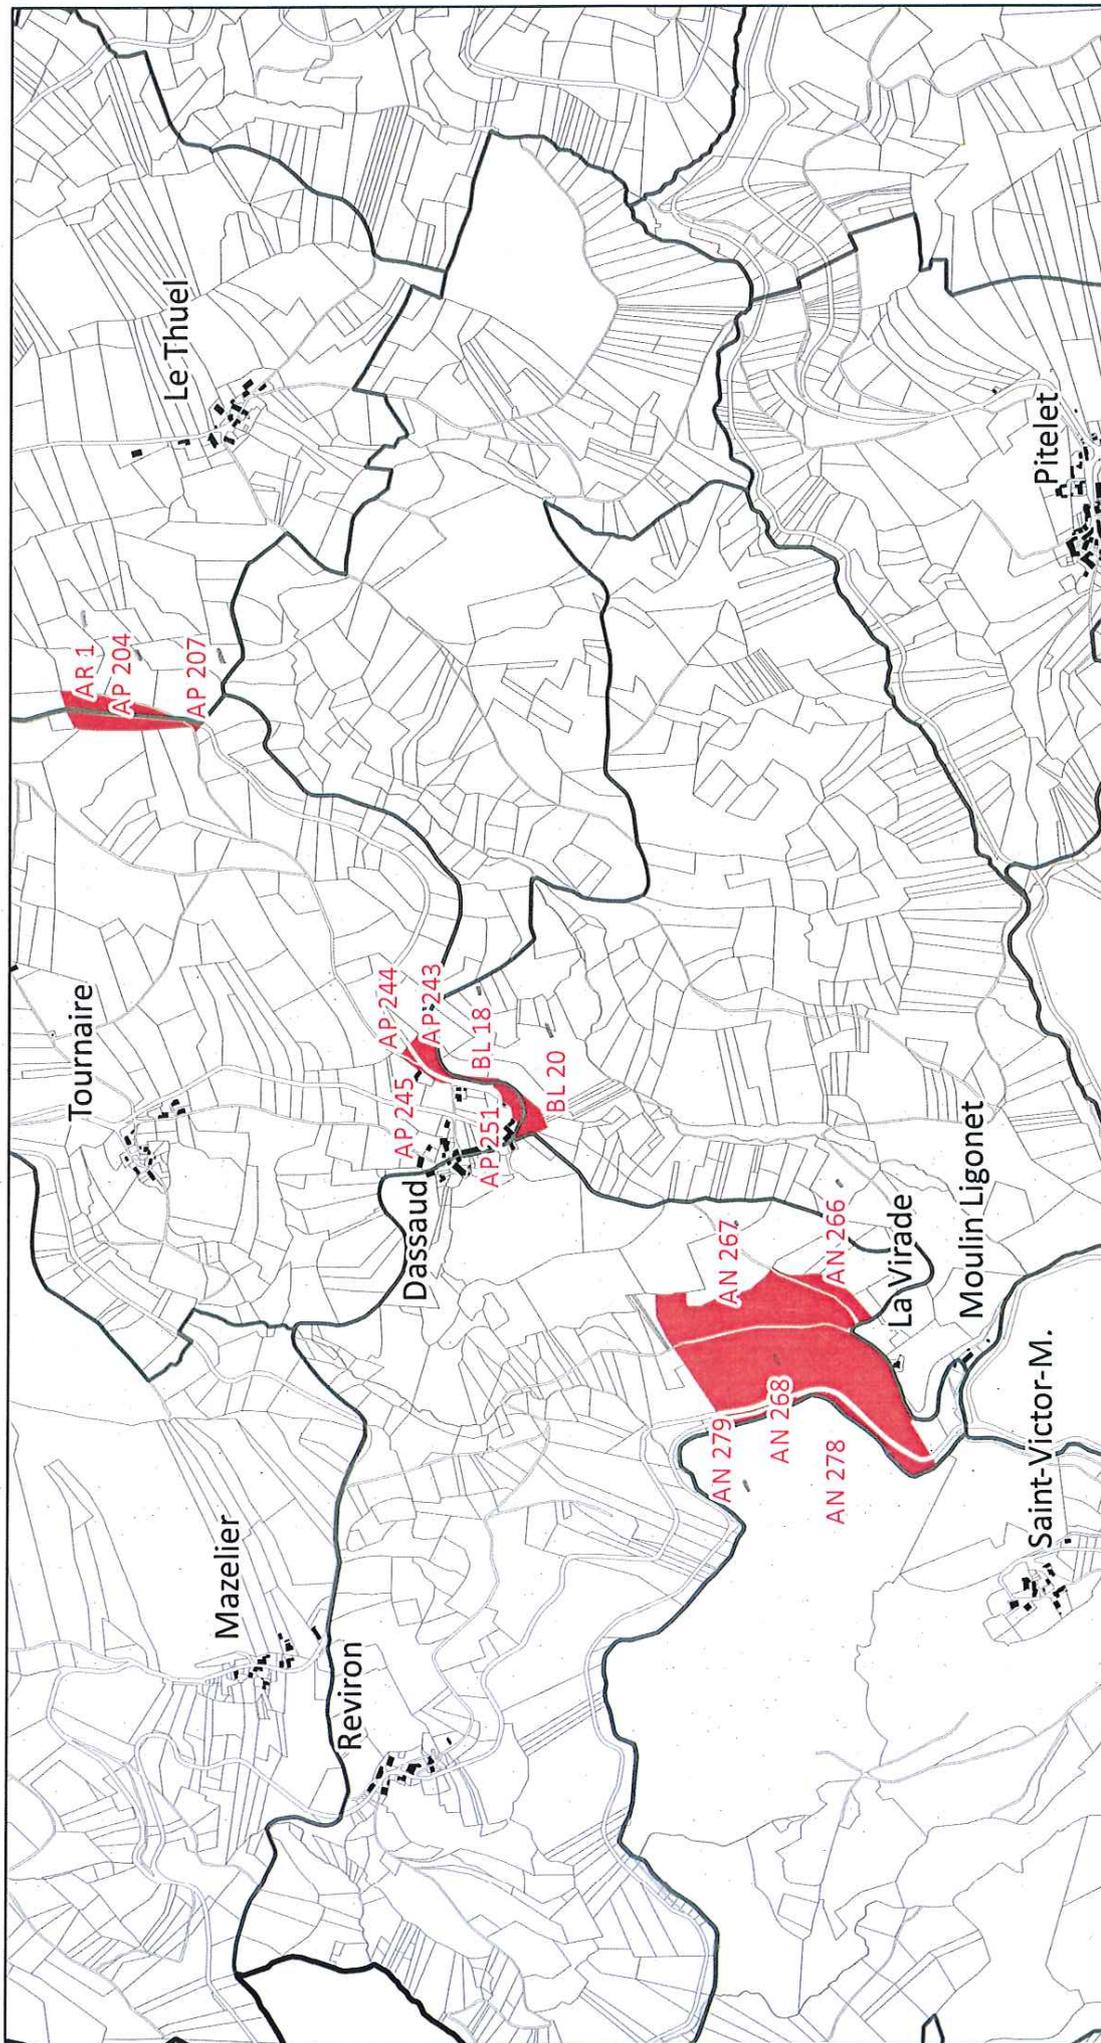 Tournaire
AR 1
AP 204
Le Thuel
AP 207
Mazelier
Reviron
AP 244
AP 245
Dassaud
AP 243
BL 18
AP 251
BL 20
AN 279
AN 267
AN 268
AN 278
AN 266
La Virade
Moulin Ligonet
Saint-Victor-M.
Pitelet